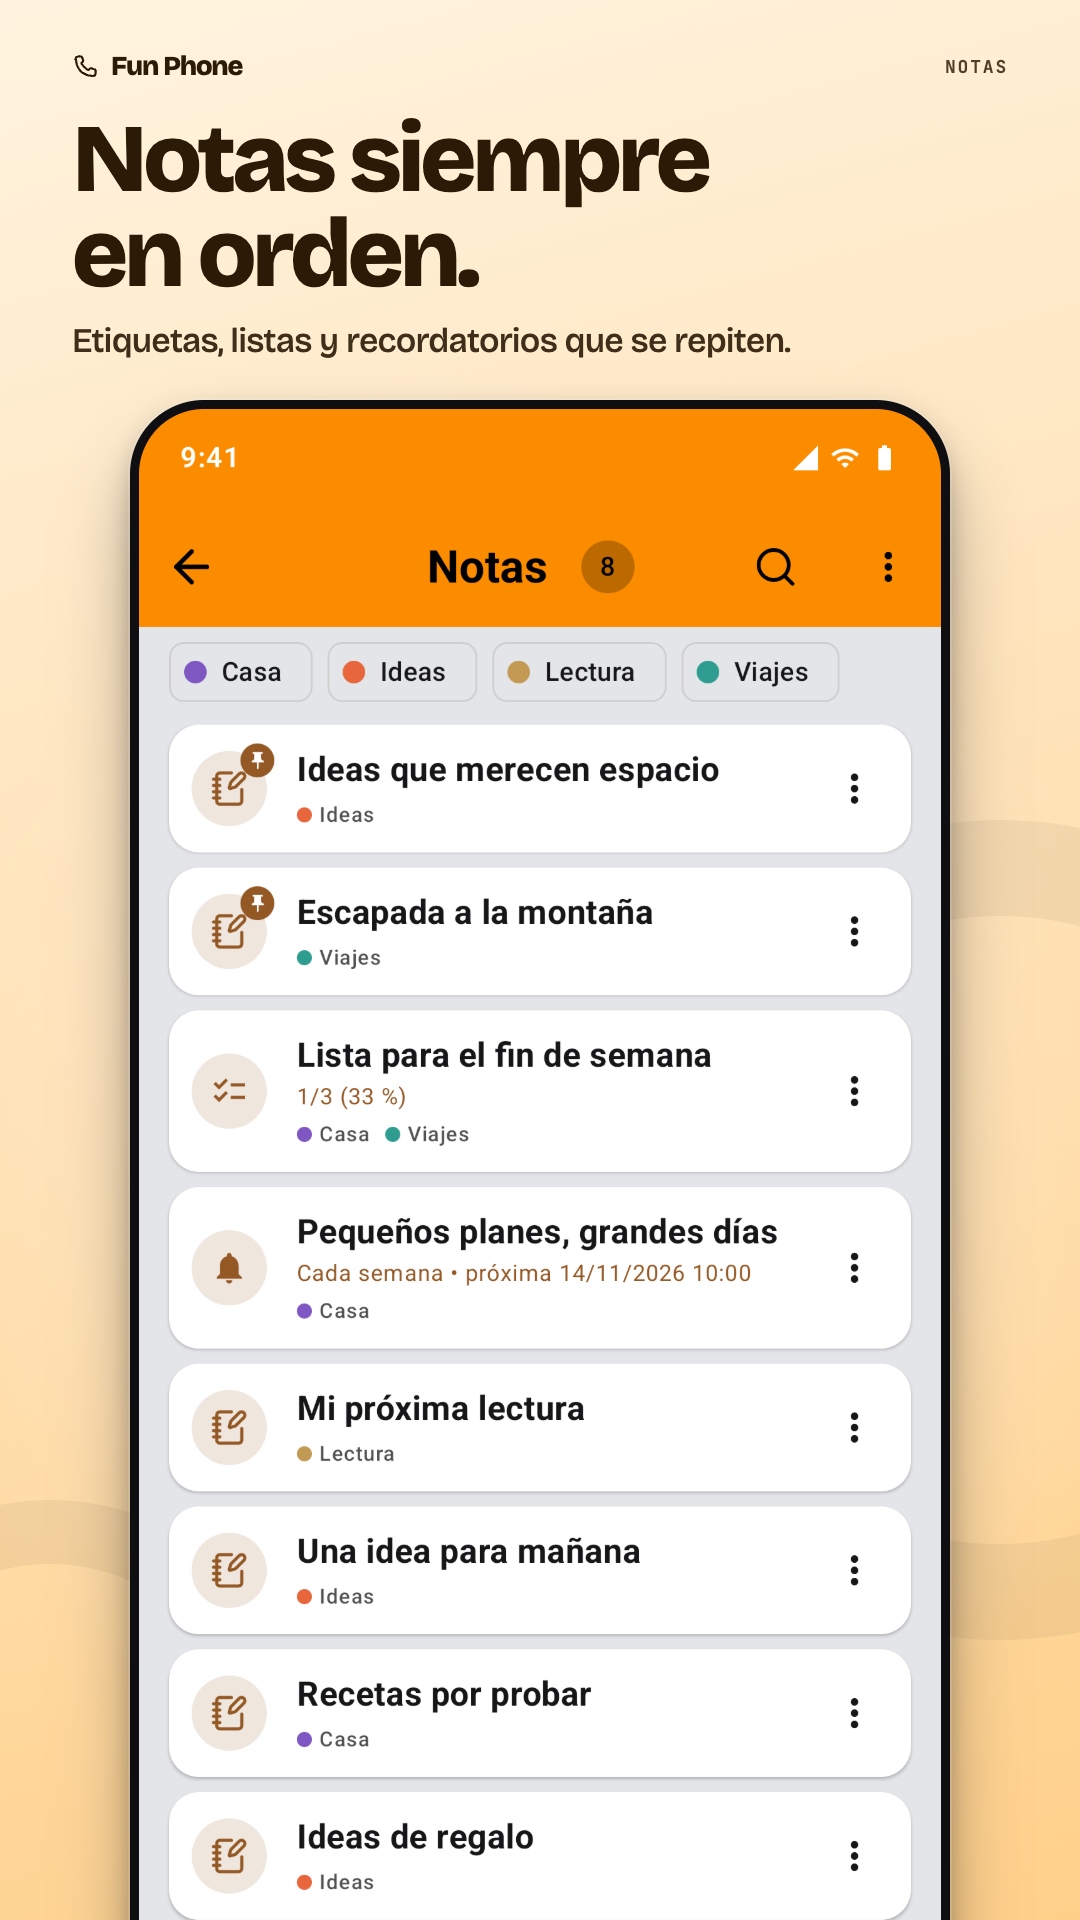 Fun Phone
NOTAS
Notas siempre
en orden.
Etiquetas, listas y recordatorios que se repiten.
9:41
Notas 8
Casa Ideas Lectura Viajes
Ideas que merecen espacio
Ideas
Escapada a la montaña
Viajes
Lista para el fin de semana
1/3 (33 %)
Casa Viajes
Pequeños planes, grandes días
Cada semana • próxima 14/11/2026 10:00
Casa
Mi próxima lectura
Lectura
Una idea para mañana
Ideas
Recetas por probar
Casa
Ideas de regalo
Ideas